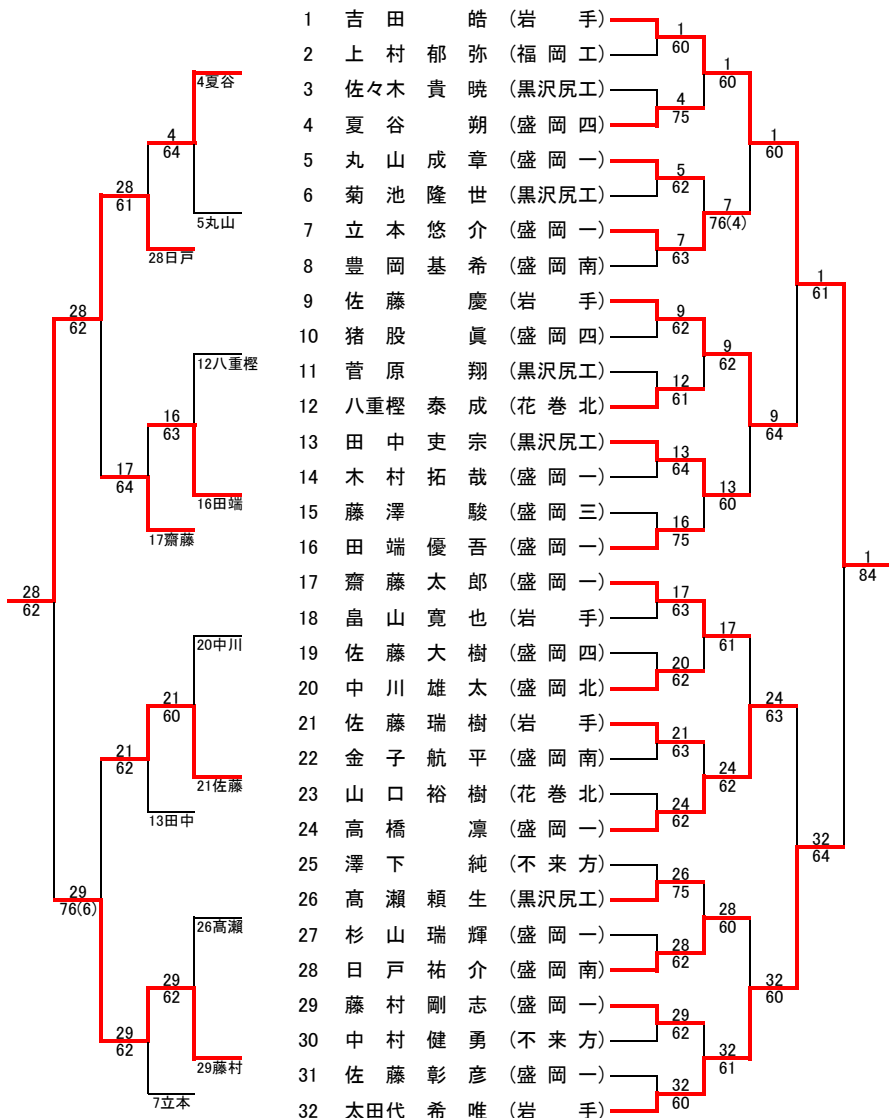 1 吉田 皓 (岩手)
2 上村郁弥 (福岡工)
3 佐々木貴暁 (黒沢尻工)
4 夏谷 朔 (盛岡四)
5 丸山成章 (盛岡一)
6 菊池隆世 (黒沢尻工)
7 立本悠介 (盛岡一)
8 豊岡基希 (盛岡南)
9 佐藤 慶 (岩手)
10 猪股 眞 (盛岡四)
11 菅原 翔 (黒沢尻工)
12 八重樫泰成 (花巻北)
13 田中吏宗 (黒沢尻工)
14 木村拓哉 (盛岡一)
15 藤澤 駿 (盛岡三)
16 田端優吾 (盛岡一)
17 齋藤太郎 (盛岡一)
18 畠山寛也 (岩手)
19 佐藤大樹 (盛岡四)
20 中川雄太 (盛岡北)
21 佐藤瑞樹 (岩手)
22 金子航平 (盛岡南)
23 山口裕樹 (花巻北)
24 高橋 凛 (盛岡一)
25 澤下 純 (不来方)
26 髙瀬頼生 (黒沢尻工)
27 杉山瑞輝 (盛岡一)
28 日戸祐介 (盛岡南)
29 藤村剛志 (盛岡一)
30 中村健勇 (不来方)
31 佐藤彰彦 (盛岡一)
32 太田代希唯 (岩手)
4夏谷
4
64
5丸山
28
61
28日戸
28
62
12八重樫
16
63
16田端
17
64
17齋藤
28
62
20中川
21
60
21佐藤
21
62
13田中
29
76(6)
26髙瀬
29
62
29藤村
29
62
7立本
1
60
4
75
5
62
7
63
9
62
12
61
13
64
16
75
17
63
20
62
21
63
24
62
26
75
28
62
29
62
32
60
1
60
7
76(4)
9
62
13
60
17
61
24
62
28
60
32
61
1
60
9
64
24
63
32
60
1
61
32
64
1
84